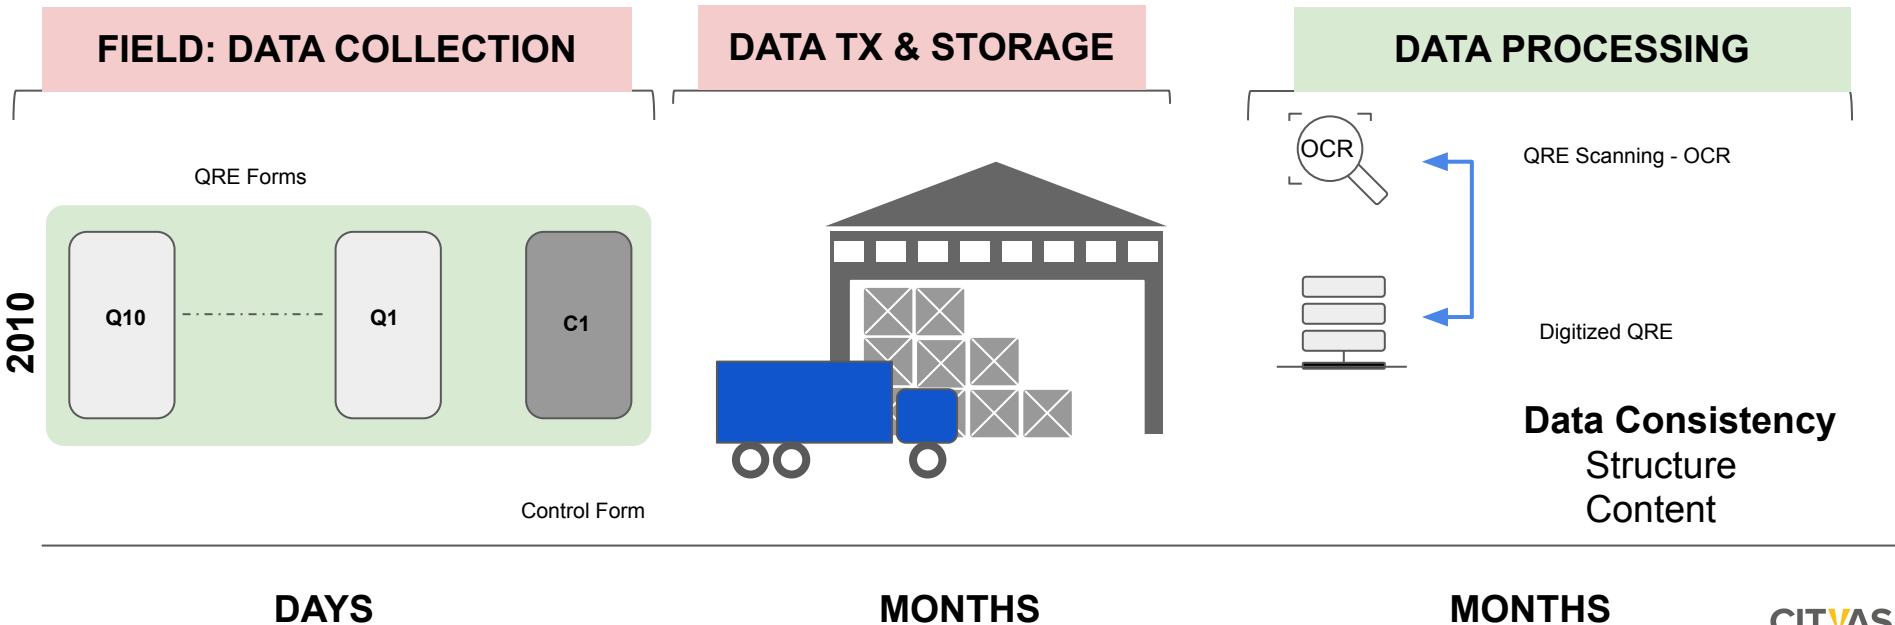 FIELD: DATA COLLECTION
DATA TX & STORAGE
DATA PROCESSING
QRE Forms
2010
Q10
Q1
C1
Control Form
OCR
QRE Scanning - OCR
Digitized QRE
Data Consistency
Structure
Content
DAYS
MONTHS
MONTHS
CITVAS